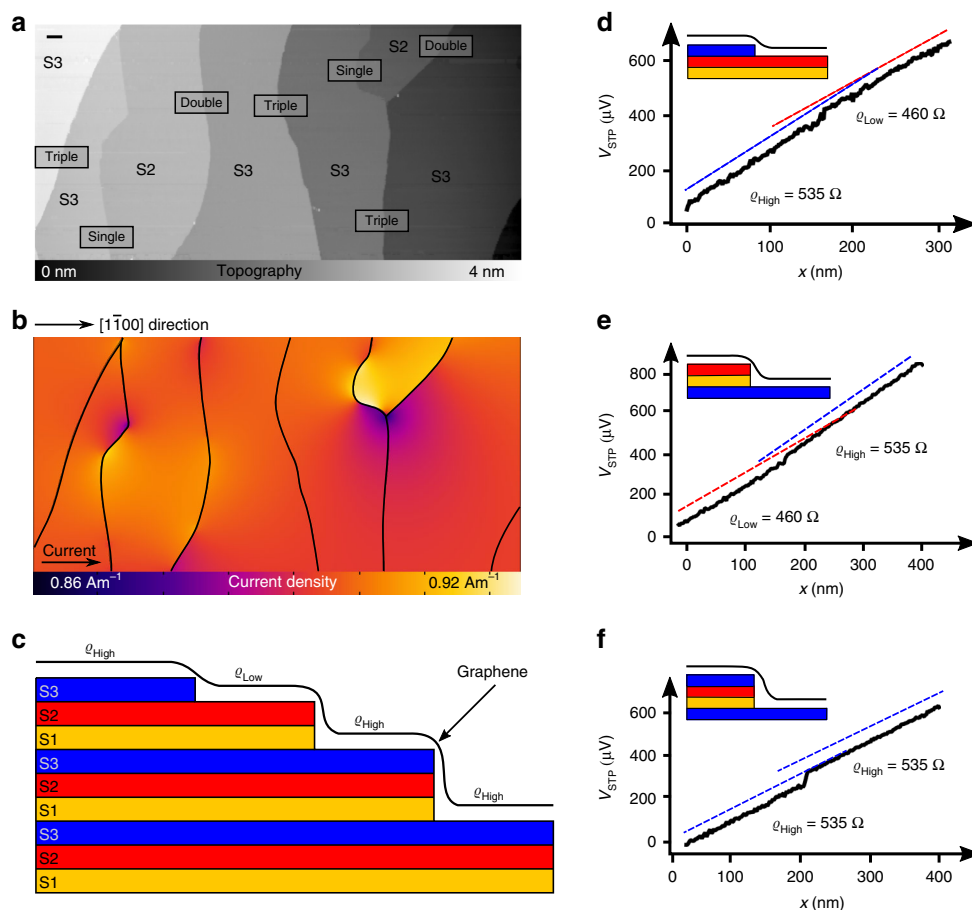 a
S3
S2
Double
Single
Double
Triple
Triple
S2
S3
S3
S3
S3
Triple
Single
0 nm Topography 4 nm
b
[11̅00] direction
Current
0.86 Am⁻¹ Current density 0.92 Am⁻¹
c
ϱHigh
ϱLow
Graphene
ϱHigh
ϱHigh
S3
S2
S1
S3
S2
S1
S3
S2
S1
d
VSTP (µV)
600
400
200
0
ϱLow = 460 Ω
ϱHigh = 535 Ω
0 100 200 300
x (nm)
e
VSTP (µV)
800
600
400
200
0
ϱHigh = 535 Ω
ϱLow = 460 Ω
0 100 200 300 400
x (nm)
f
VSTP (µV)
600
400
200
0
ϱHigh = 535 Ω
ϱHigh = 535 Ω
0 100 200 300 400
x (nm)